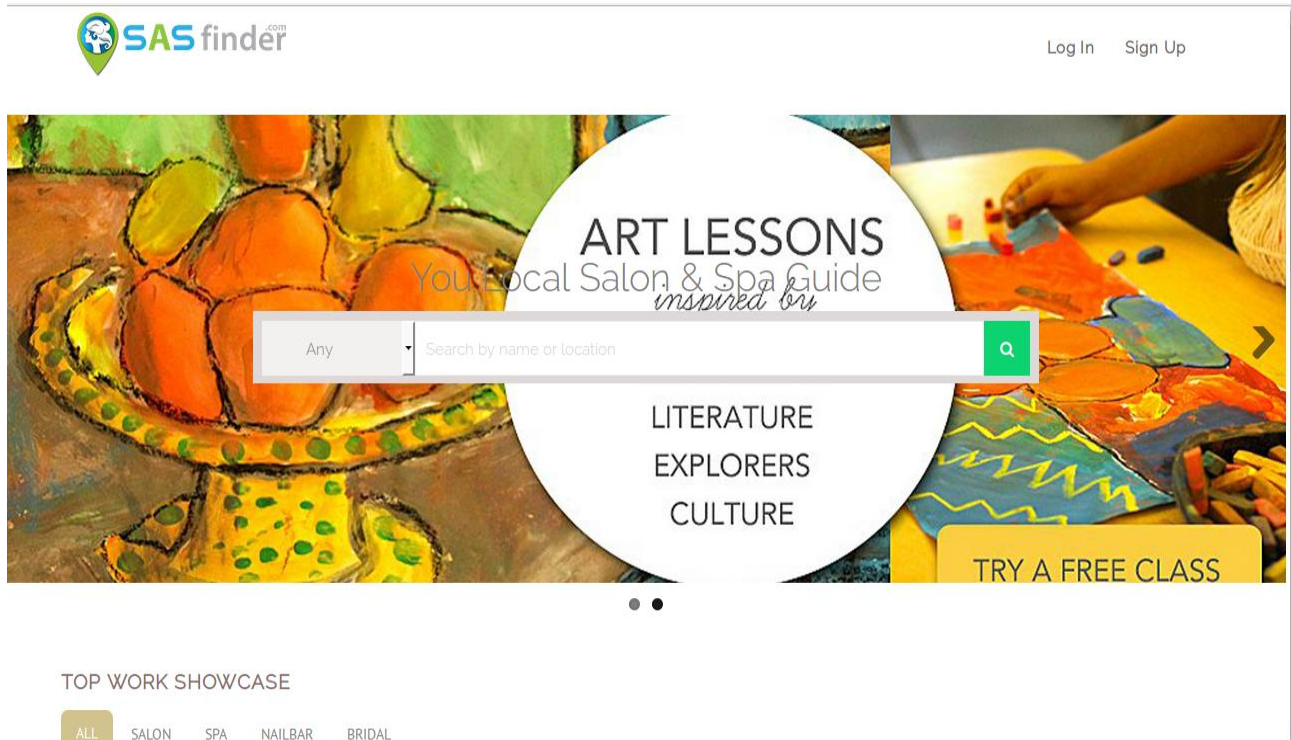 SAS finder.com
Log In Sign Up
ART LESSONS
You Local Salon & Spa Guide
inspired by
Any Search by name or location
LITERATURE
EXPLORERS
CULTURE
TRY A FREE CLASS
TOP WORK SHOWCASE
ALL SALON SPA NAILBAR BRIDAL